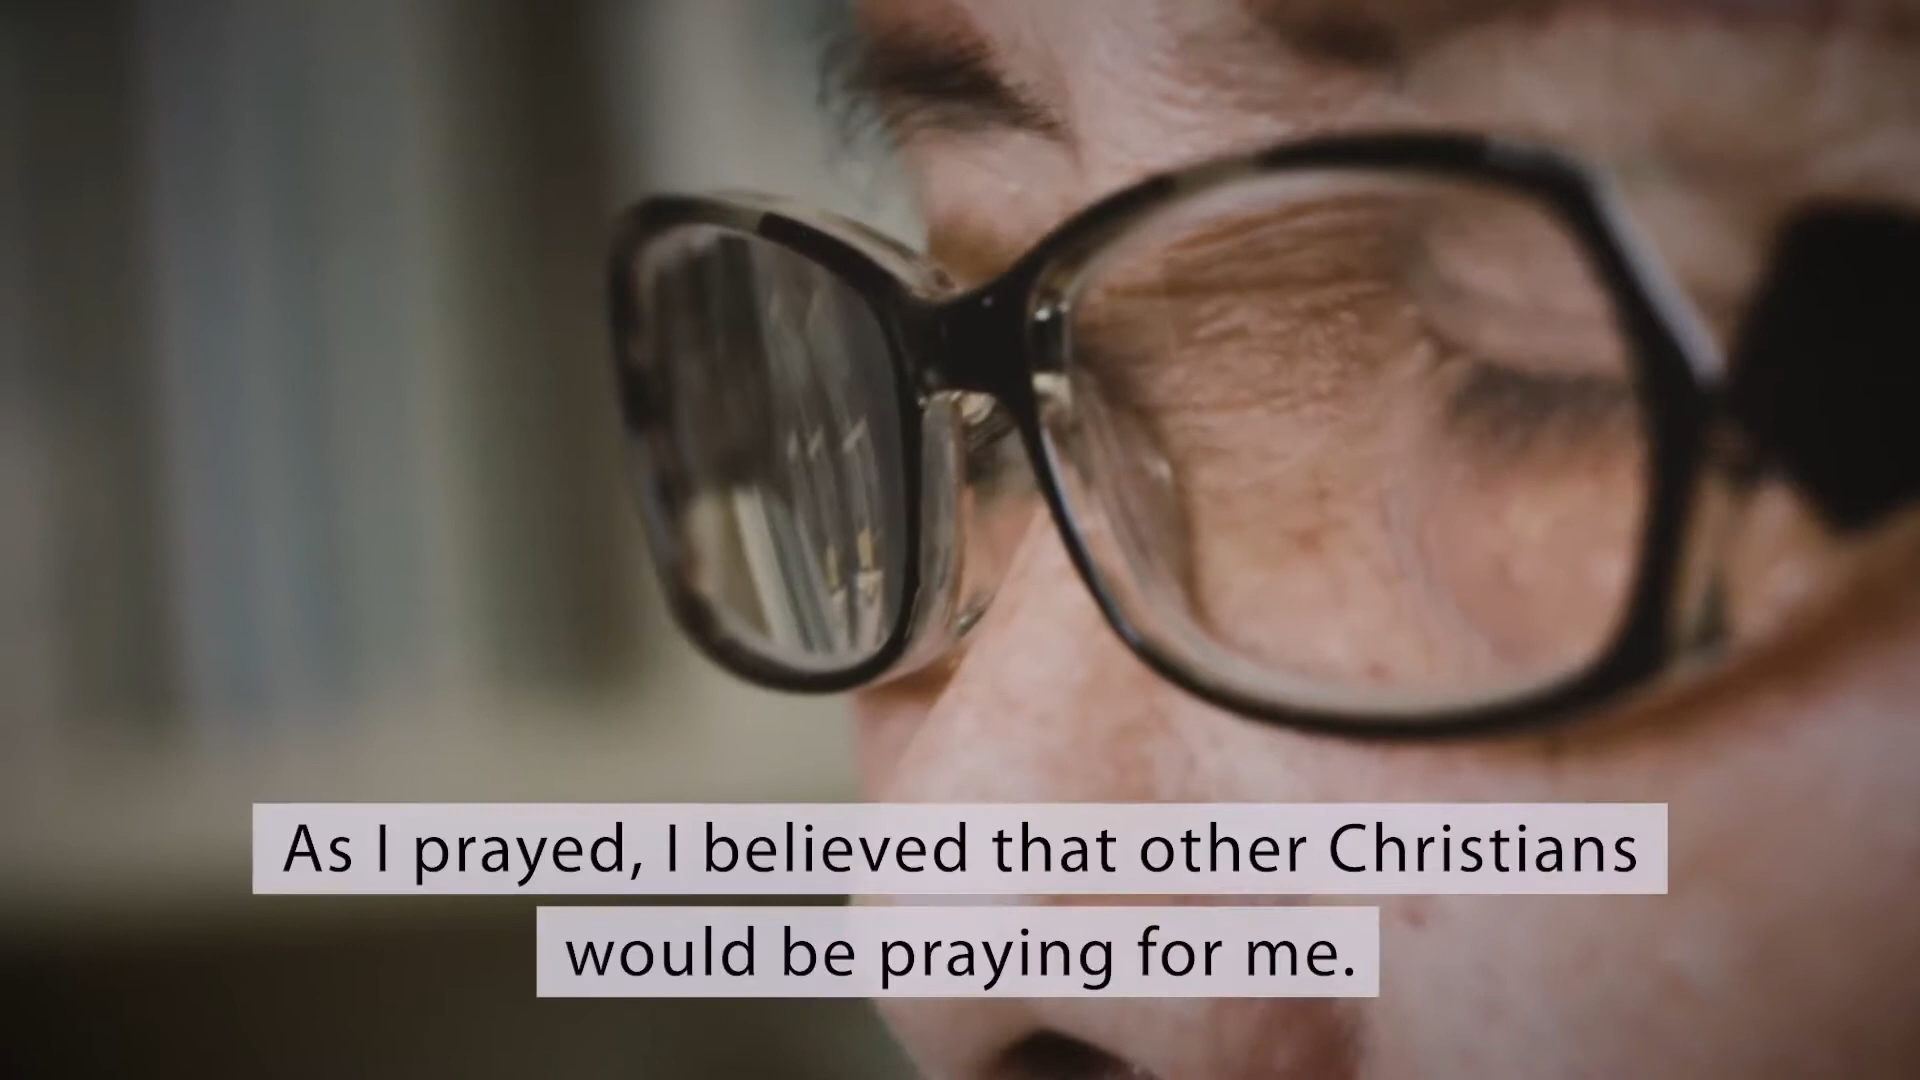 As I prayed, I believed that other Christians
would be praying for me.